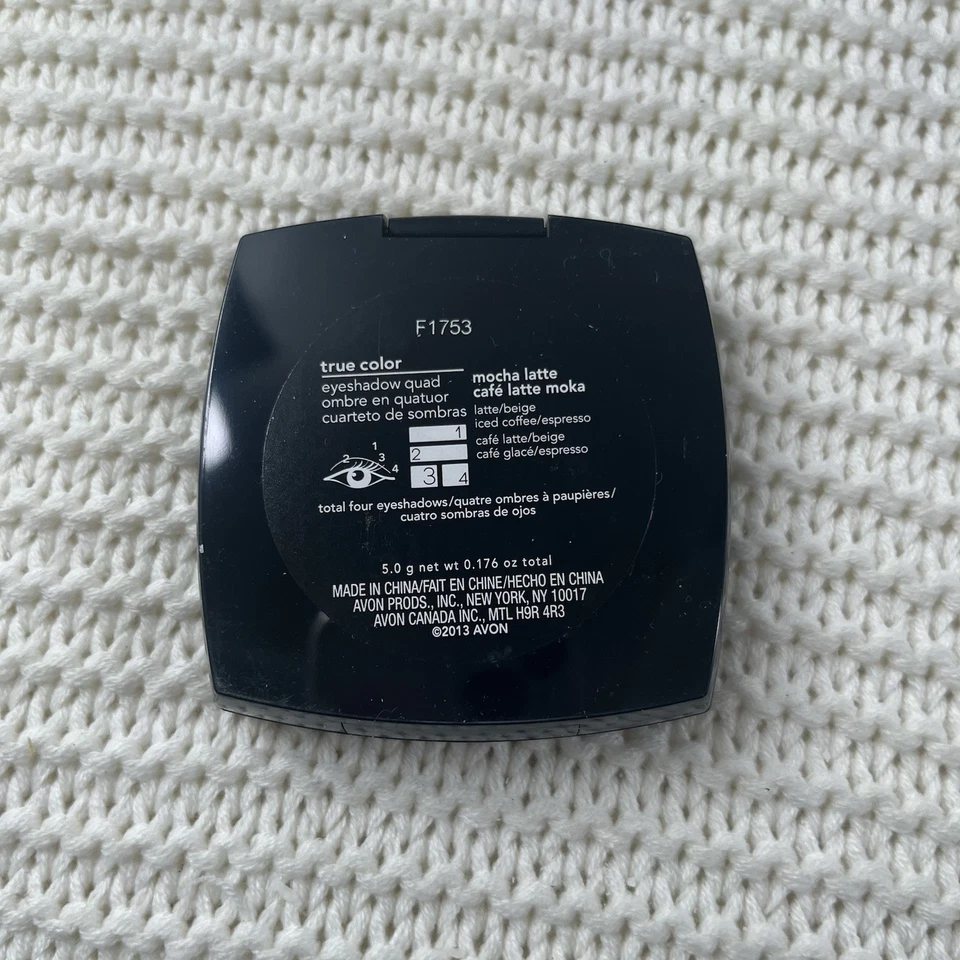 F1753
true color
eyeshadow quad
ombre en quatuor
cuarteto de sombras
mocha latte
café latte moka
latte/beige
iced coffee/espresso
café latte/beige
café glacé/espresso
1
2
3
4
1
2
3
4
total four eyeshadows/quatre ombres à paupières/
cuatro sombras de ojos
5.0 g net wt 0.176 oz total
MADE IN CHINA/FAIT EN CHINE/HECHO EN CHINA
AVON PRODS., INC., NEW YORK, NY 10017
AVON CANADA INC., MTL H9R 4R3
©2013 AVON